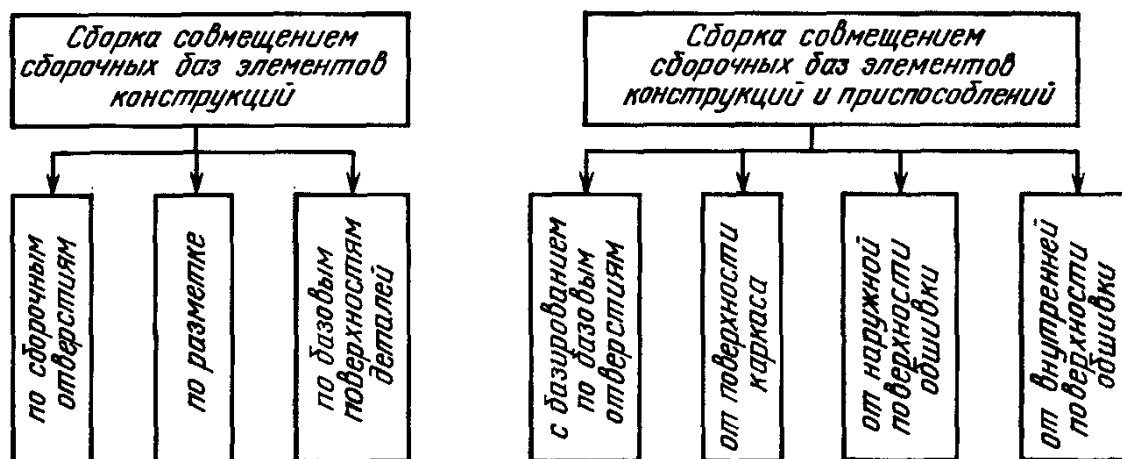 Сборка совмещением
сборочных баз элементов
конструкций
по сборочным
отверстиям
по разметке
по базовым
поверхностям
деталей
Сборка совмещением
сборочных баз элементов
конструкций и приспособлений
с базированием
по базовым
отверстиям
от поверхности
каркаса
от наружной
поверхности
обшивки
от внутренней
поверхности
обшивки